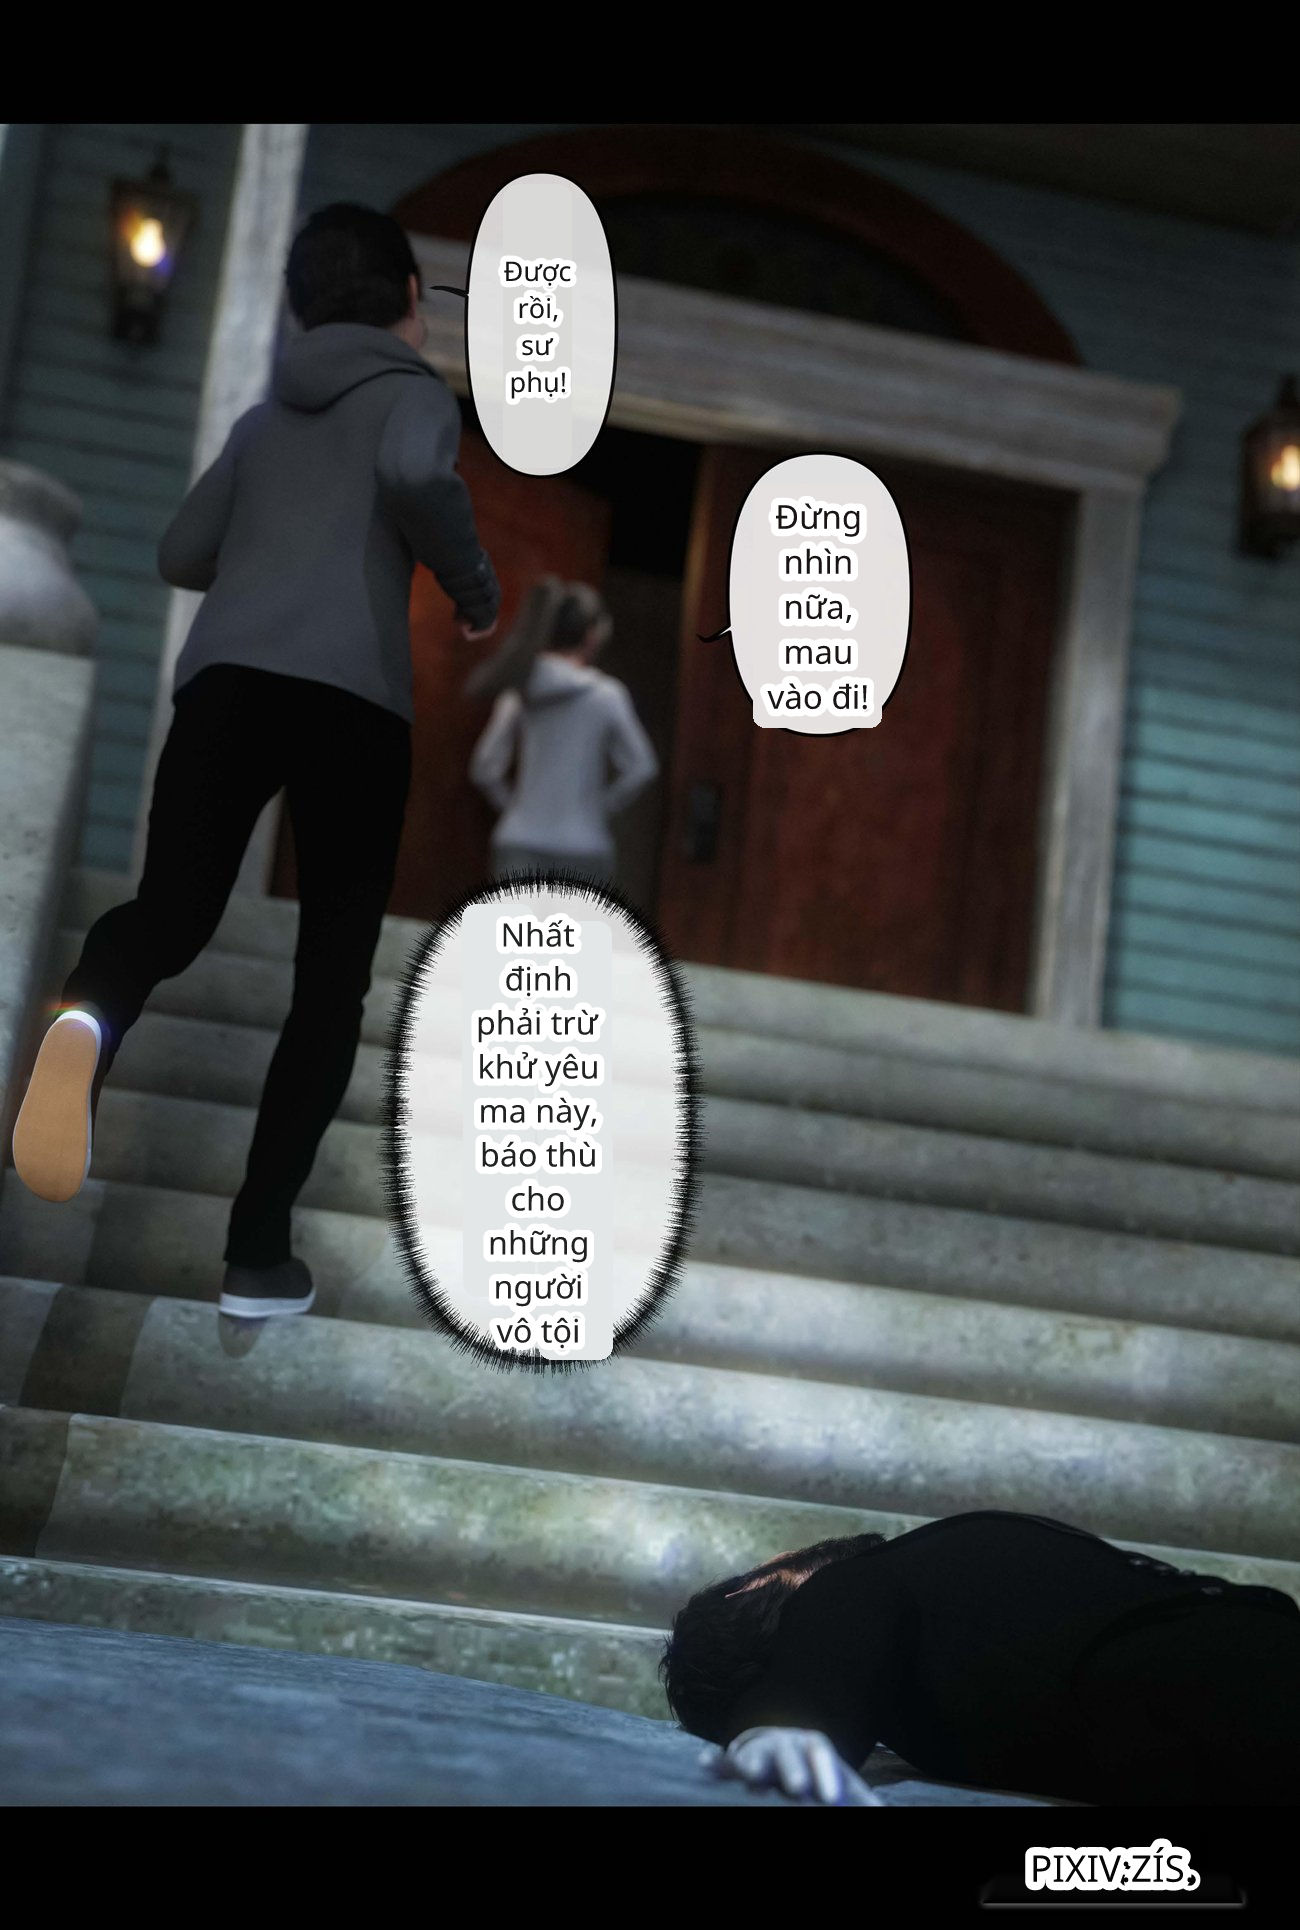 Được
rồi,
sư
phụ!
Đừng
nhìn
nữa,
mau
vào đi!
Nhất
định
phải trừ
khử yêu
ma này,
báo thù
cho
những
người
vô tội
PIXIV:ZÍS,